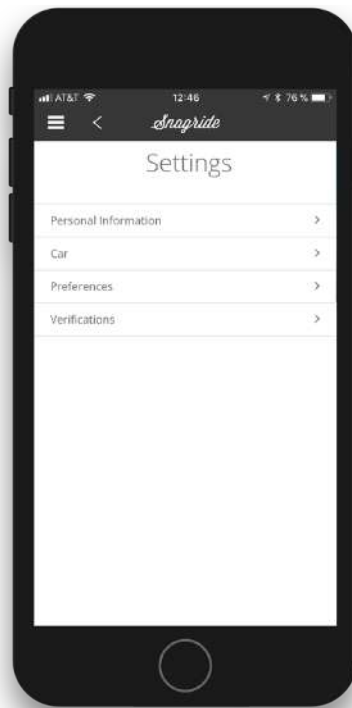 AT&T 12:46 76 %
Snagride
Settings
Personal Information
Car
Preferences
Verifications